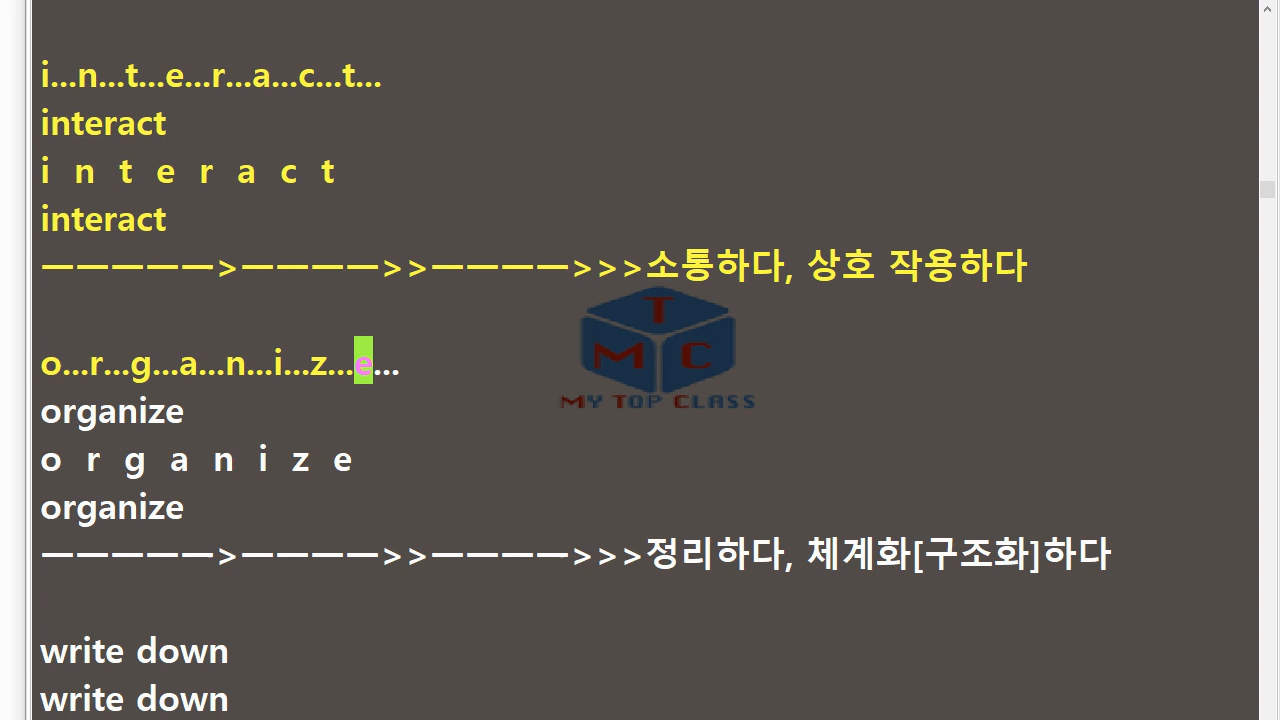 i...n...t...e...r...a...c...t...
interact
i n t e r a c t
interact
—————>————>>————>>>소통하다, 상호 작용하다
T
M C
MY TOP CLASS
o...r...g...a...n...i...z...e...
organize
o r g a n i z e
organize
—————>————>>————>>>정리하다, 체계화[구조화]하다
write down
write down